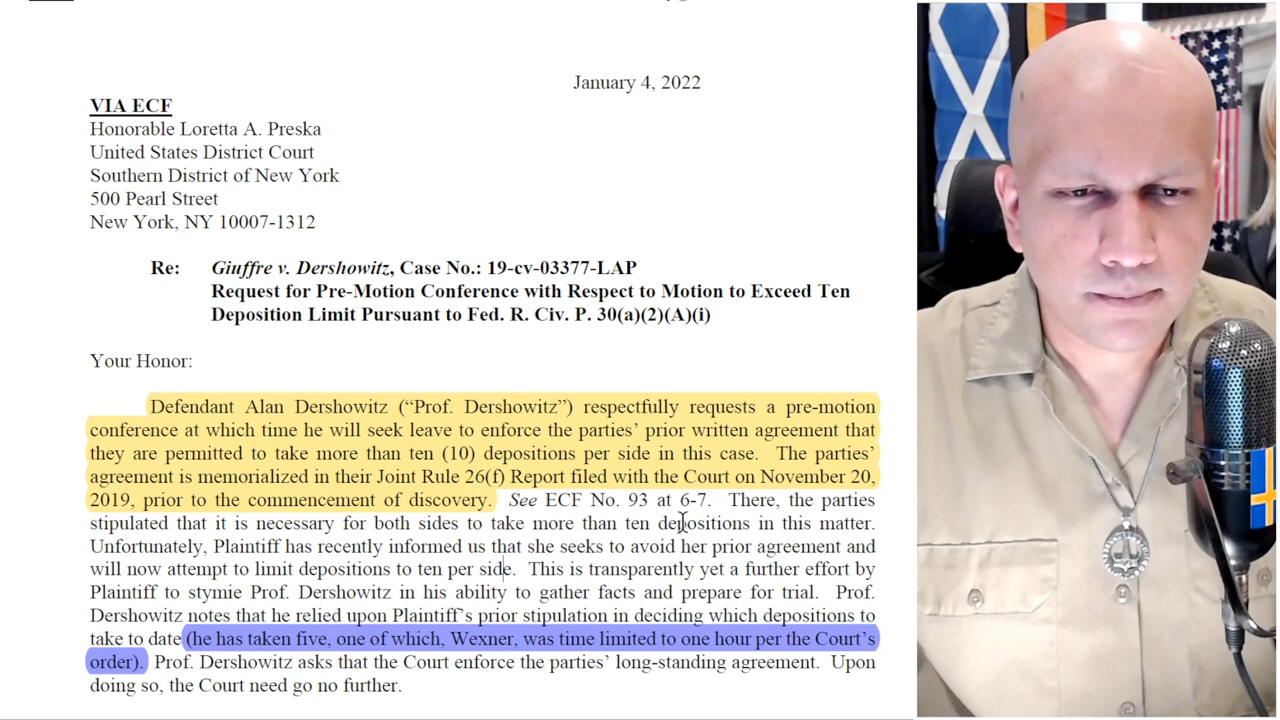 January 4, 2022
VIA ECF
Honorable Loretta A. Preska
United States District Court
Southern District of New York
500 Pearl Street
New York, NY 10007-1312
Re: Giuffre v. Dershowitz, Case No.: 19-cv-03377-LAP
Request for Pre-Motion Conference with Respect to Motion to Exceed Ten
Deposition Limit Pursuant to Fed. R. Civ. P. 30(a)(2)(A)(i)
Your Honor:
Defendant Alan Dershowitz (“Prof. Dershowitz”) respectfully requests a pre-motion
conference at which time he will seek leave to enforce the parties’ prior written agreement that
they are permitted to take more than ten (10) depositions per side in this case. The parties’
agreement is memorialized in their Joint Rule 26(f) Report filed with the Court on November 20,
2019, prior to the commencement of discovery. See ECF No. 93 at 6-7. There, the parties
stipulated that it is necessary for both sides to take more than ten depositions in this matter.
Unfortunately, Plaintiff has recently informed us that she seeks to avoid her prior agreement and
will now attempt to limit depositions to ten per side. This is transparently yet a further effort by
Plaintiff to stymie Prof. Dershowitz in his ability to gather facts and prepare for trial. Prof.
Dershowitz notes that he relied upon Plaintiff’s prior stipulation in deciding which depositions to
take to date (he has taken five, one of which, Wexner, was time limited to one hour per the Court’s
order). Prof. Dershowitz asks that the Court enforce the parties’ long-standing agreement. Upon
doing so, the Court need go no further.